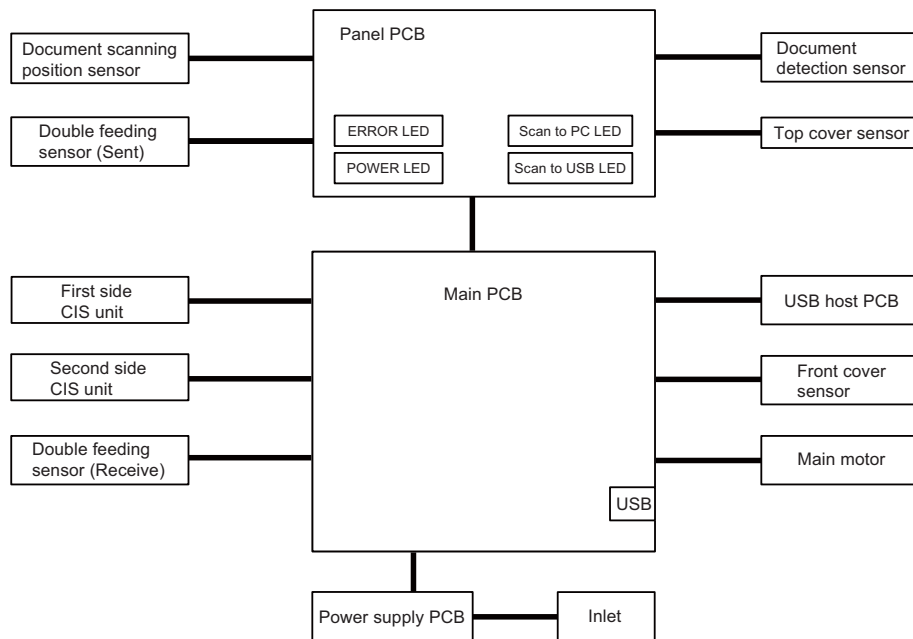 Panel PCB
Document scanning
position sensor
Document
detection sensor
Double feeding
sensor (Sent)
ERROR LED
Scan to PC LED
Top cover sensor
POWER LED
Scan to USB LED
Main PCB
First side
CIS unit
USB host PCB
Second side
CIS unit
Front cover
sensor
Double feeding
sensor (Receive)
Main motor
USB
Power supply PCB
Inlet